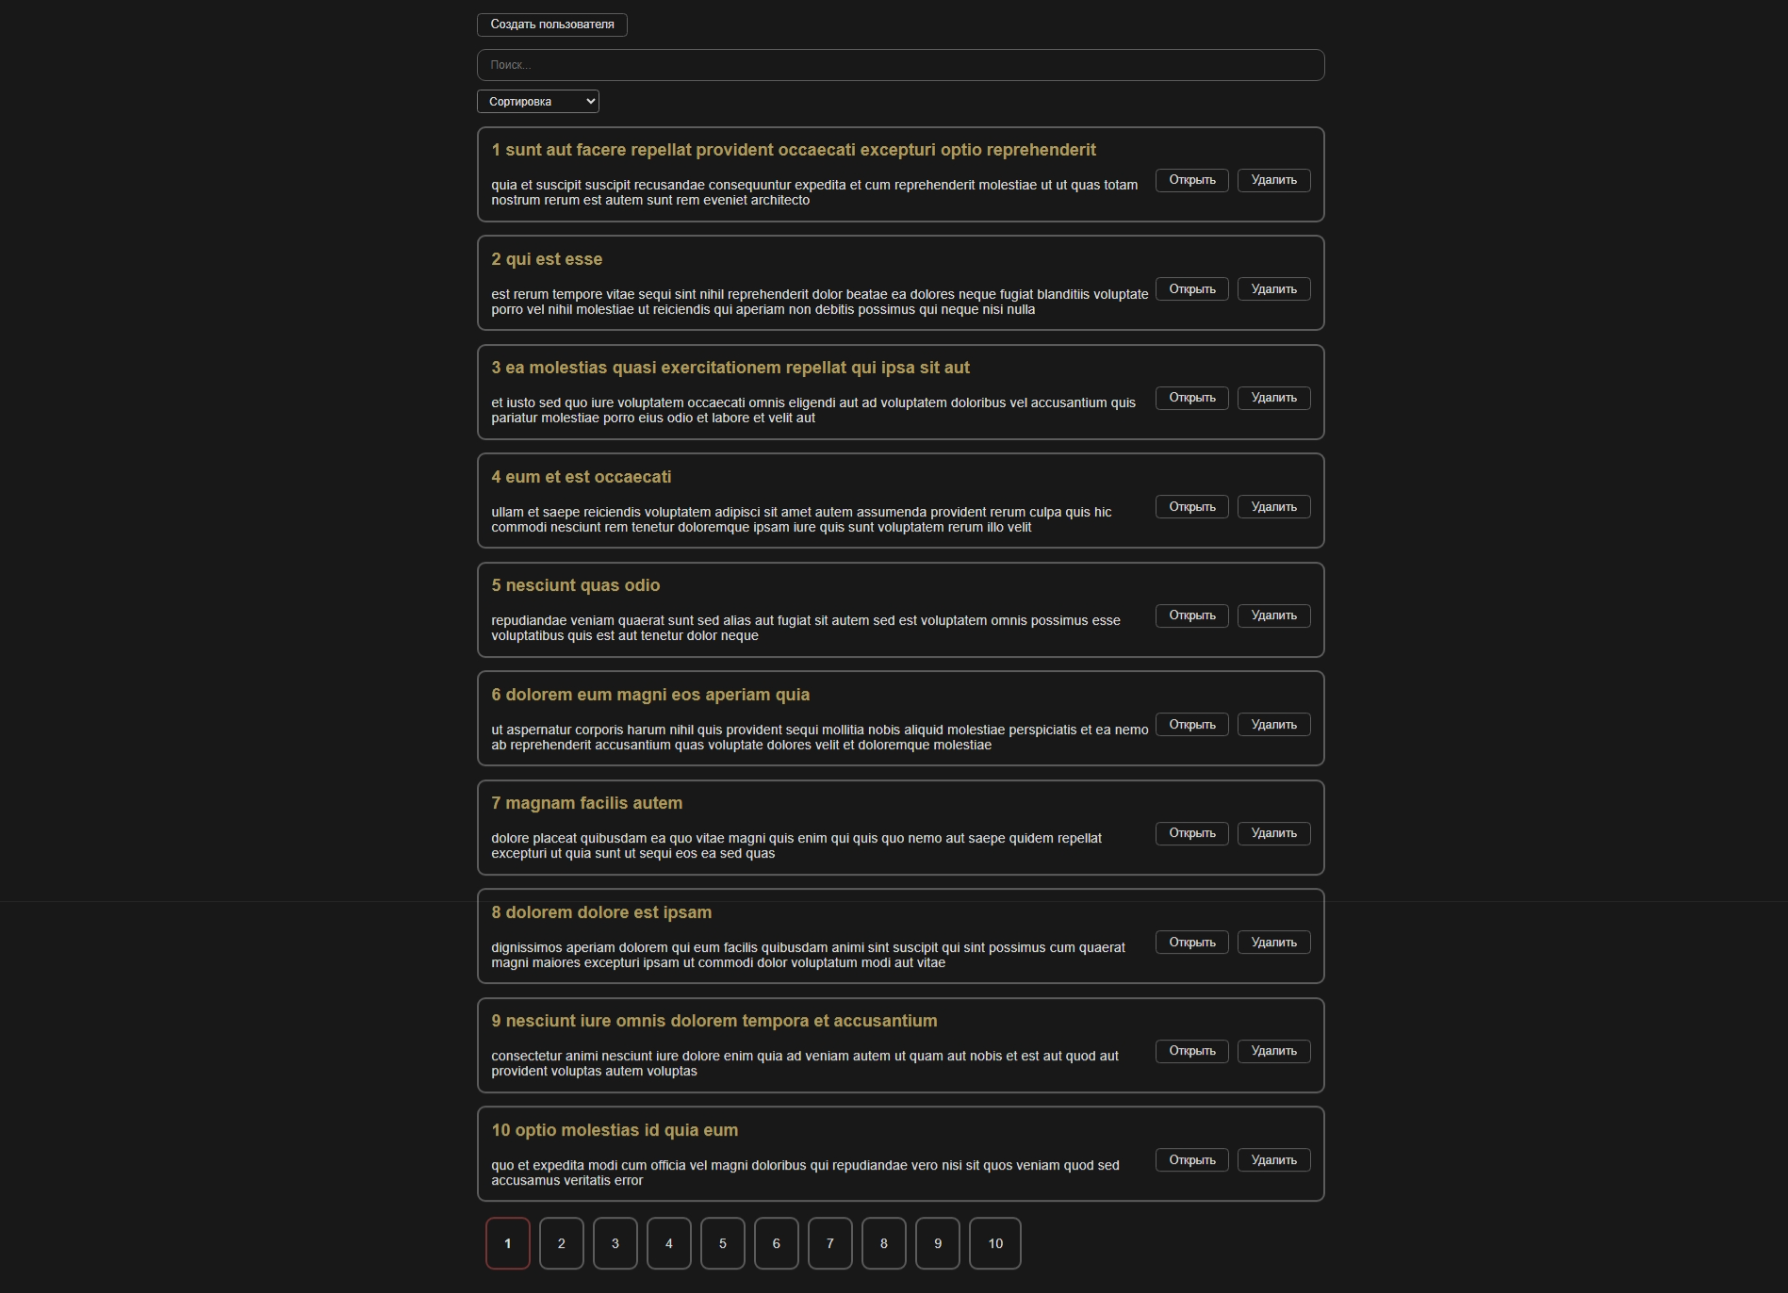 Создать пользователя
Поиск...
Сортировка
1 sunt aut facere repellat provident occaecati excepturi optio reprehenderit
quia et suscipit suscipit recusandae consequuntur expedita et cum reprehenderit molestiae ut ut quas totam
nostrum rerum est autem sunt rem eveniet architecto
Открыть Удалить
2 qui est esse
est rerum tempore vitae sequi sint nihil reprehenderit dolor beatae ea dolores neque fugiat blanditiis voluptate
porro vel nihil molestiae ut reiciendis qui aperiam non debitis possimus qui neque nisi nulla
Открыть Удалить
3 ea molestias quasi exercitationem repellat qui ipsa sit aut
et iusto sed quo iure voluptatem occaecati omnis eligendi aut ad voluptatem doloribus vel accusantium quis
pariatur molestiae porro eius odio et labore et velit aut
Открыть Удалить
4 eum et est occaecati
ullam et saepe reiciendis voluptatem adipisci sit amet autem assumenda provident rerum culpa quis hic
commodi nesciunt rem tenetur doloremque ipsam iure quis sunt voluptatem rerum illo velit
Открыть Удалить
5 nesciunt quas odio
repudiandae veniam quaerat sunt sed alias aut fugiat sit autem sed est voluptatem omnis possimus esse
voluptatibus quis est aut tenetur dolor neque
Открыть Удалить
6 dolorem eum magni eos aperiam quia
ut aspernatur corporis harum nihil quis provident sequi mollitia nobis aliquid molestiae perspiciatis et ea nemo
ab reprehenderit accusantium quas voluptate dolores velit et doloremque molestiae
Открыть Удалить
7 magnam facilis autem
dolore placeat quibusdam ea quo vitae magni quis enim qui quis quo nemo aut saepe quidem repellat
excepturi ut quia sunt ut sequi eos ea sed quas
Открыть Удалить
8 dolorem dolore est ipsam
dignissimos aperiam dolorem qui eum facilis quibusdam animi sint suscipit qui sint possimus cum quaerat
magni maiores excepturi ipsam ut commodi dolor voluptatum modi aut vitae
Открыть Удалить
9 nesciunt iure omnis dolorem tempora et accusantium
consectetur animi nesciunt iure dolore enim quia ad veniam autem ut quam aut nobis et est aut quod aut
provident voluptas autem voluptas
Открыть Удалить
10 optio molestias id quia eum
quo et expedita modi cum officia vel magni doloribus qui repudiandae vero nisi sit quos veniam quod sed
accusamus veritatis error
Открыть Удалить
1 2 3 4 5 6 7 8 9 10